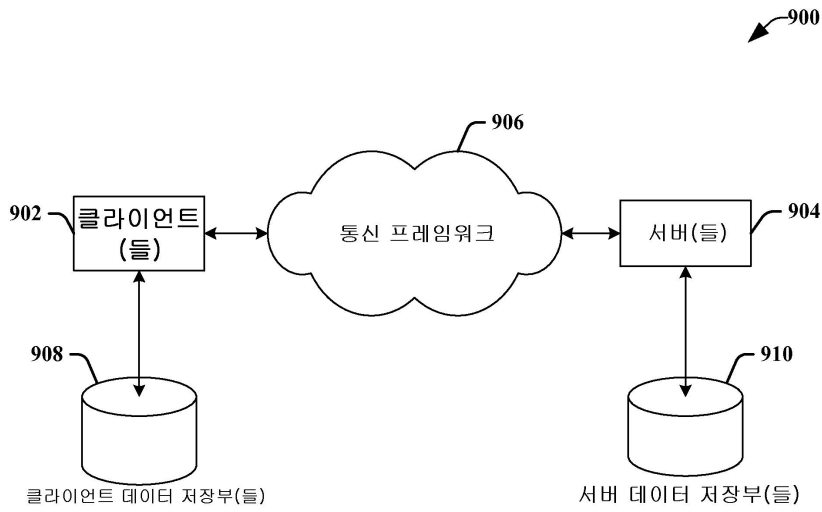 900
906
902
클라이언트
(들)
통신 프레임워크
서버(들)
904
908
910
클라이언트 데이터 저장부(들)
서버 데이터 저장부(들)